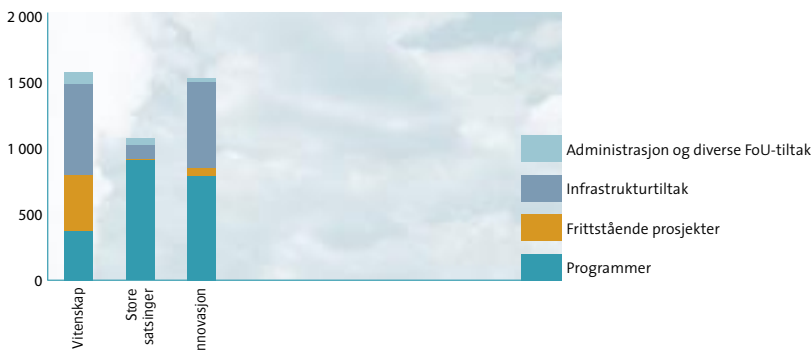 2 000
1 500
1 000
500
0
Vitenskap
Store
satsinger
nnovasjon
Administrasjon og diverse FoU-tiltak
Infrastrukturtiltak
Frittstående prosjekter
Programmer